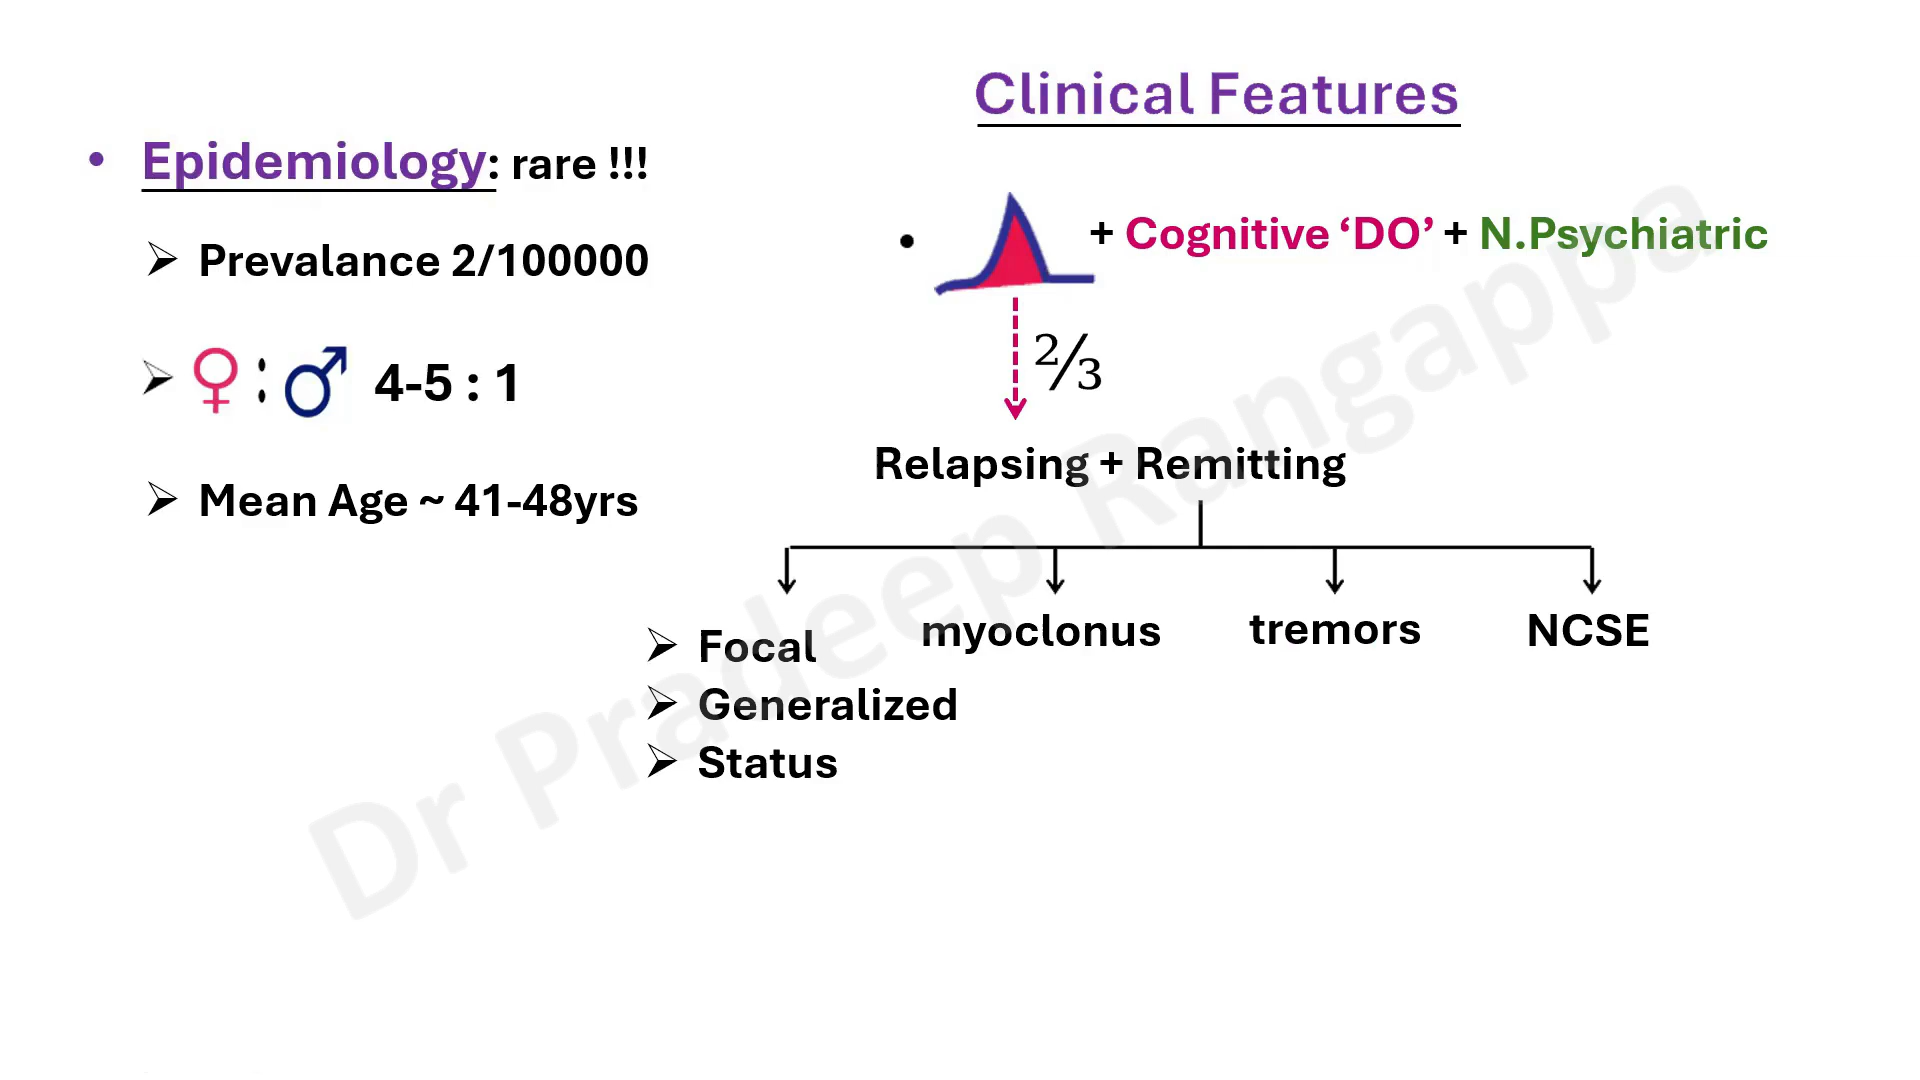 Clinical Features
• Epidemiology: rare !!!
➢ Prevalance 2/100000
➢ ♀ : ♂ 4-5 : 1
➢ Mean Age ~ 41-48yrs
• + Cognitive ‘DO’ + N.Psychiatric
⅔
Relapsing + Remitting
➢ Focal
➢ Generalized
➢ Status
myoclonus
tremors
NCSE
Dr Pradeep Rangappa